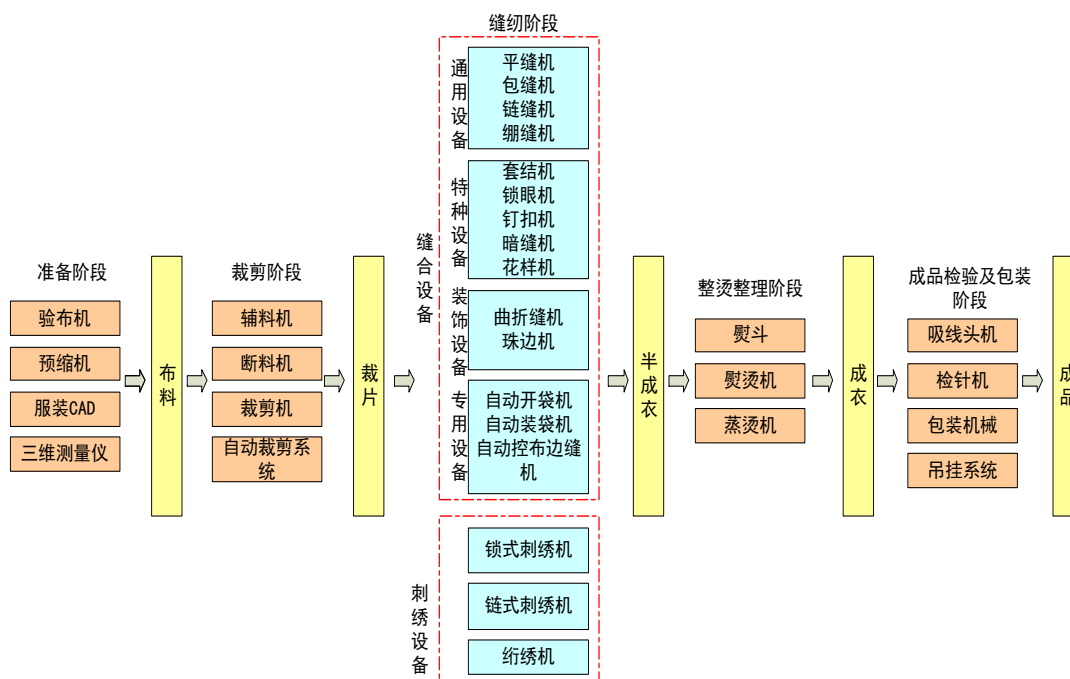 准备阶段
验布机
预缩机
服装CAD
三维测量仪
布料
裁剪阶段
辅料机
断料机
裁剪机
自动裁剪系
统
裁片
缝纫阶段
缝合设备
通用设备
平缝机
包缝机
链缝机
绷缝机
特种设备
套结机
锁眼机
钉扣机
暗缝机
花样机
装饰设备
曲折缝机
珠边机
专用设备
自动开袋机
自动装袋机
自动控布边缝
机
刺绣设备
锁式刺绣机
链式刺绣机
绗绣机
半成衣
整烫整理阶段
熨斗
熨烫机
蒸烫机
成衣
成品检验及包装
阶段
吸线头机
检针机
包装机械
吊挂系统
成品